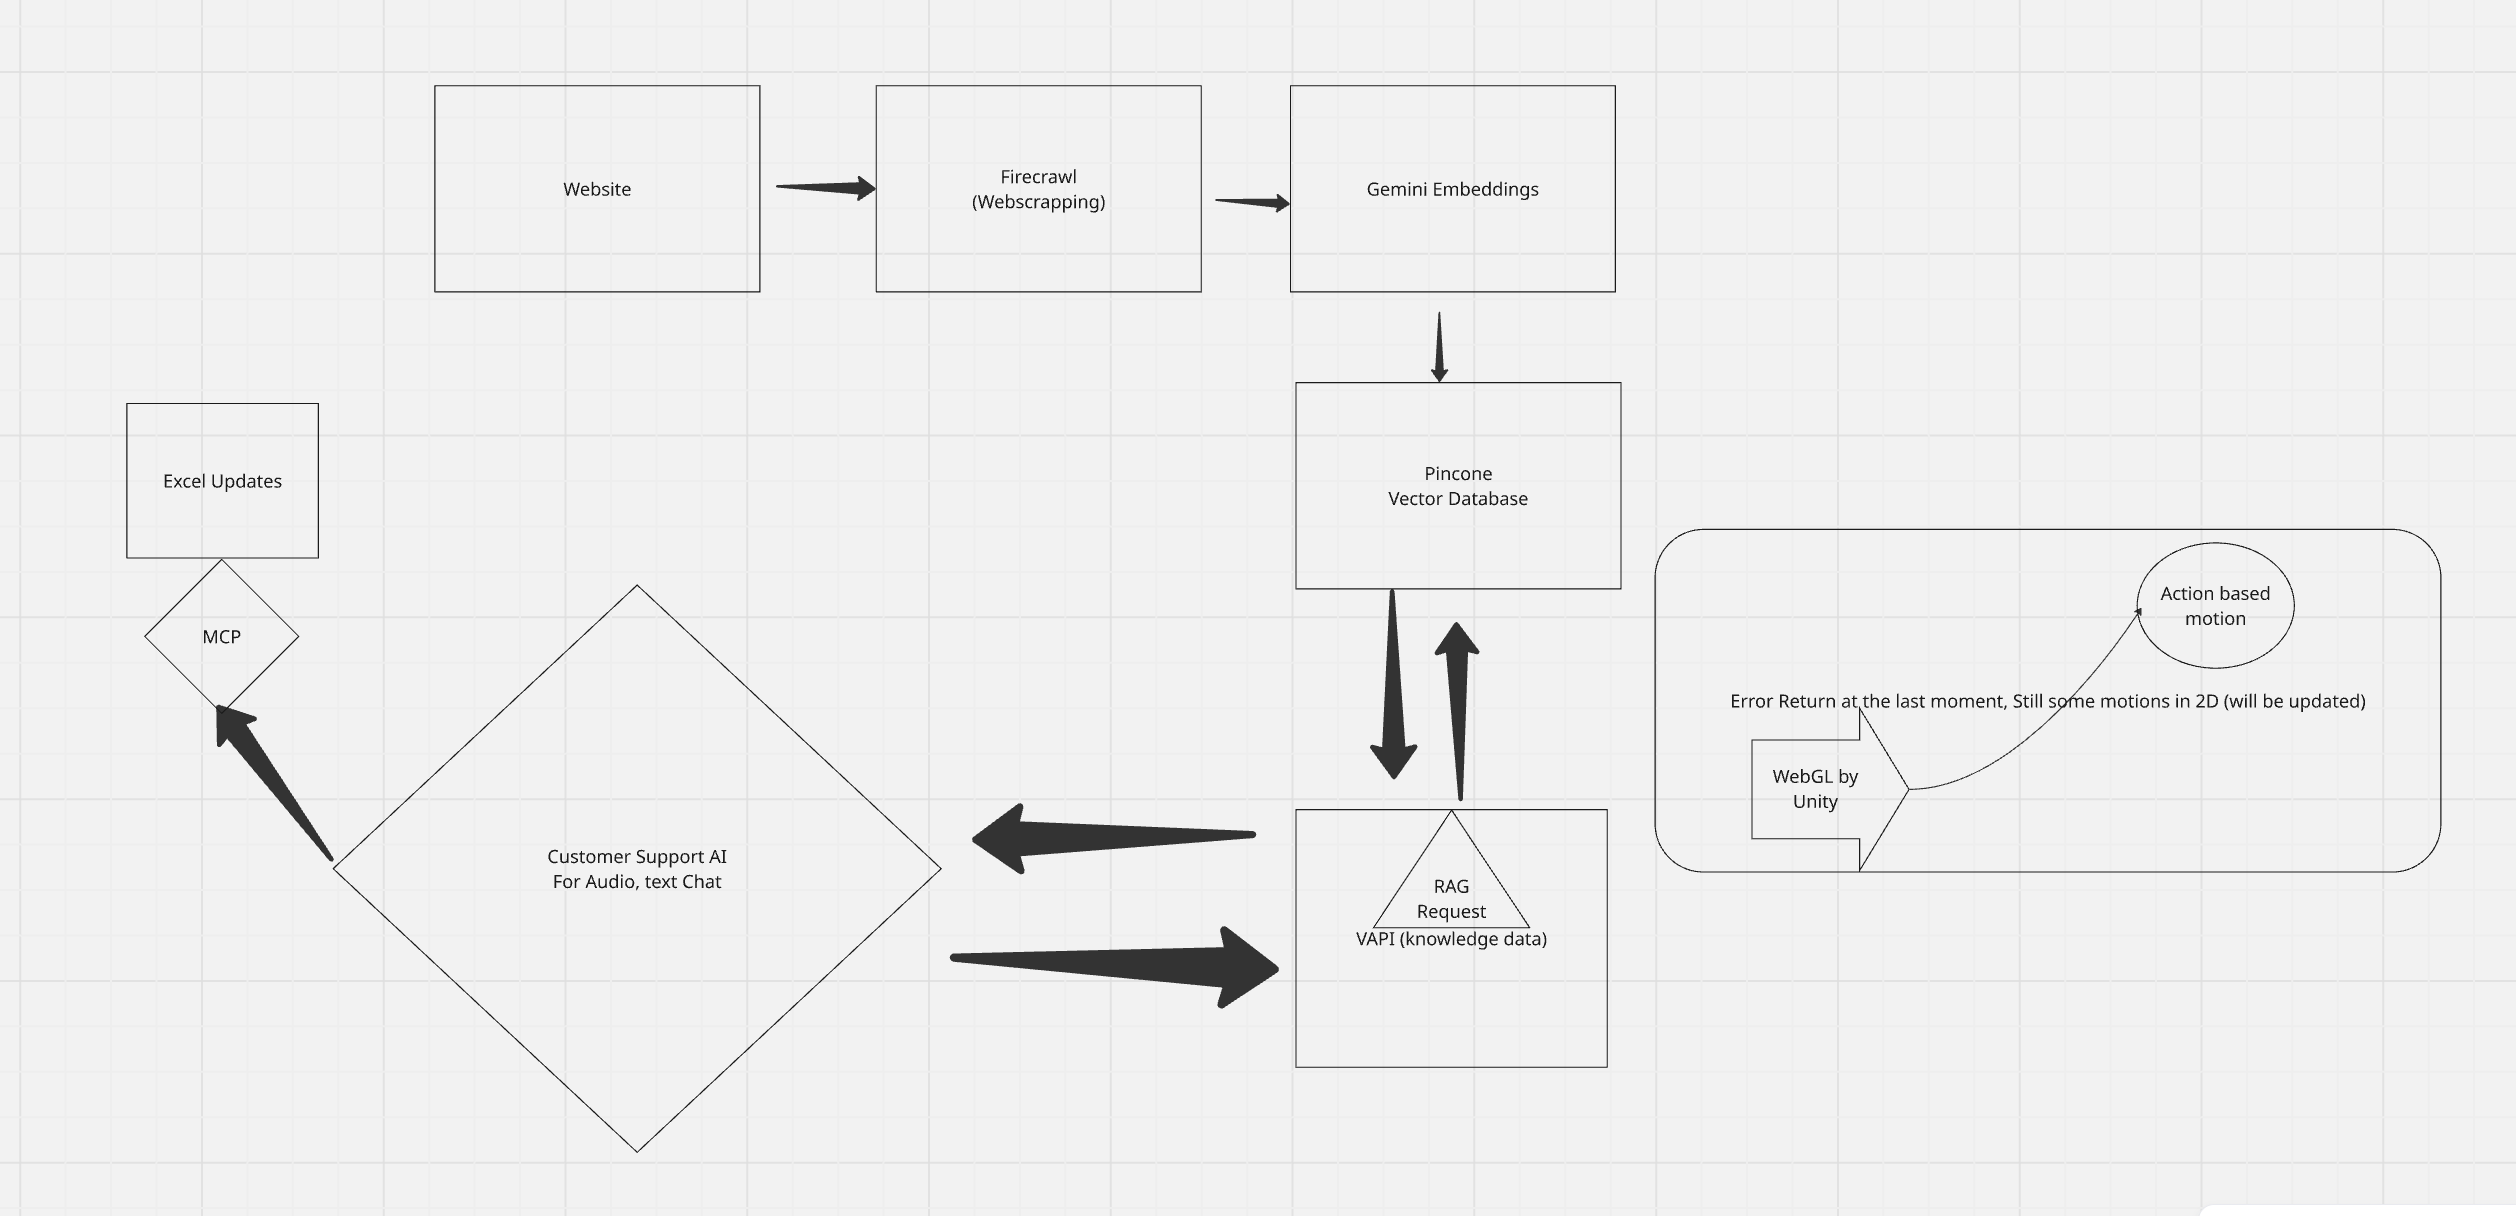 Website
Firecrawl
(Webscrapping)
Gemini Embeddings
Pincone
Vector Database
Excel Updates
MCP
Customer Support AI
For Audio, text Chat
RAG
Request
VAPI (knowledge data)
Action based
motion
Error Return at the last moment, Still some motions in 2D (will be updated)
WebGL by
Unity